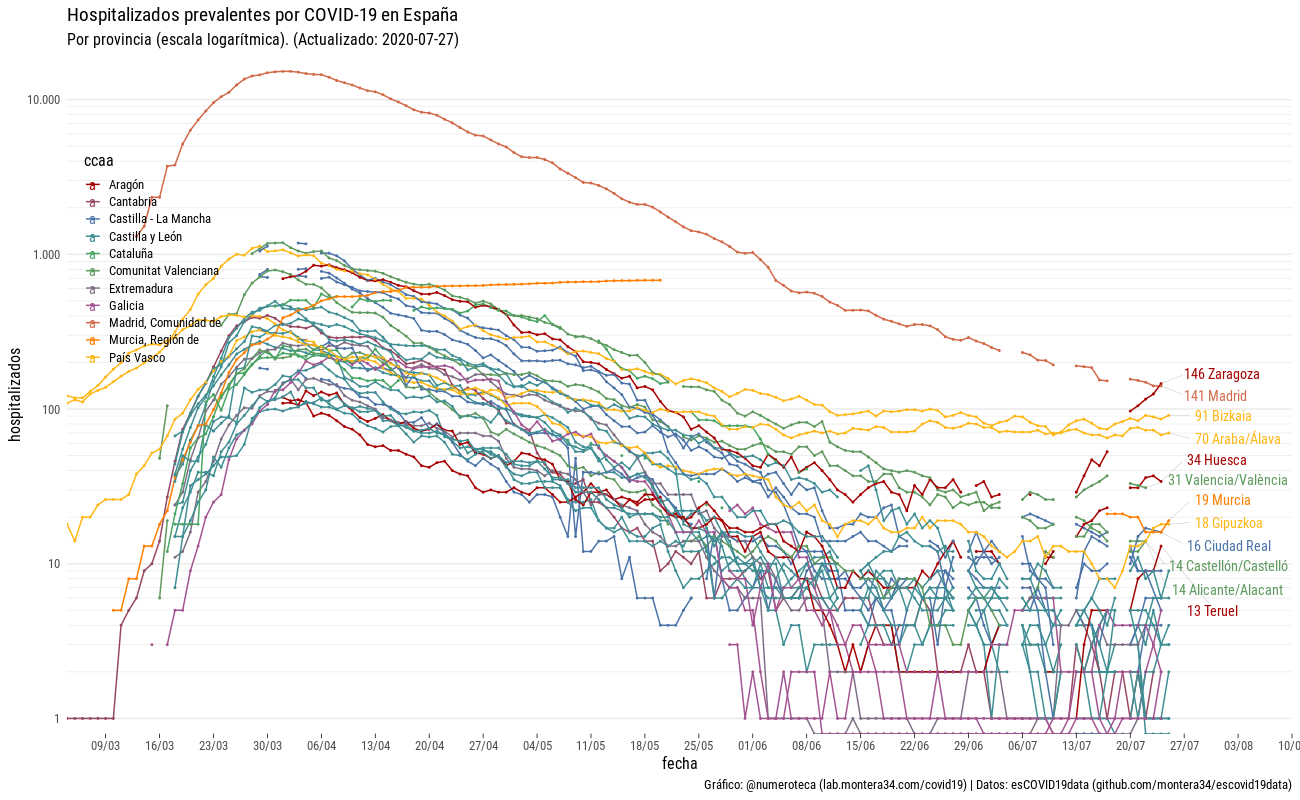 Hospitalizados prevalentes por COVID-19 en España
Por provincia (escala logarítmica). (Actualizado: 2020-07-27)
10.000
1.000
100
10
1
hospitalizados
ccaa
Aragón
Cantabria
Castilla - La Mancha
Castilla y León
Cataluña
Comunitat Valenciana
Extremadura
Galicia
Madrid, Comunidad de
Murcia, Región de
País Vasco
146 Zaragoza
141 Madrid
91 Bizkaia
70 Araba/Álava
34 Huesca
31 Valencia/València
19 Murcia
18 Gipuzkoa
16 Ciudad Real
14 Castellón/Castelló
14 Alicante/Alacant
13 Teruel
09/03 16/03 23/03 30/03 06/04 13/04 20/04 27/04 04/05 11/05 18/05 25/05 01/06 08/06 15/06 22/06 29/06 06/07 13/07 20/07 27/07 03/08 10/0
fecha
Gráfico: @numeroteca (lab.montera34.com/covid19) | Datos: esCOVID19data (github.com/montera34/escovid19data)